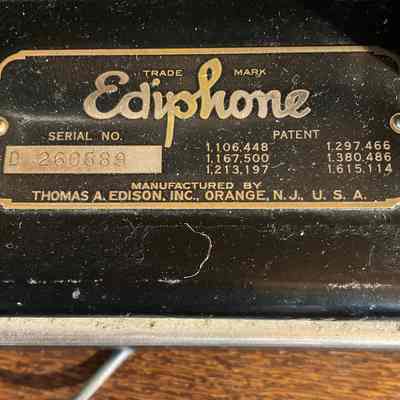 TRADE MARK
Ediphone
SERIAL NO. PATENT
D 260689 1,106,448 1,297,466
1,167,500 1,380,486
1,213,197 1,615,114
MANUFACTURED BY
THOMAS A. EDISON, INC., ORANGE, N.J., U.S.A.